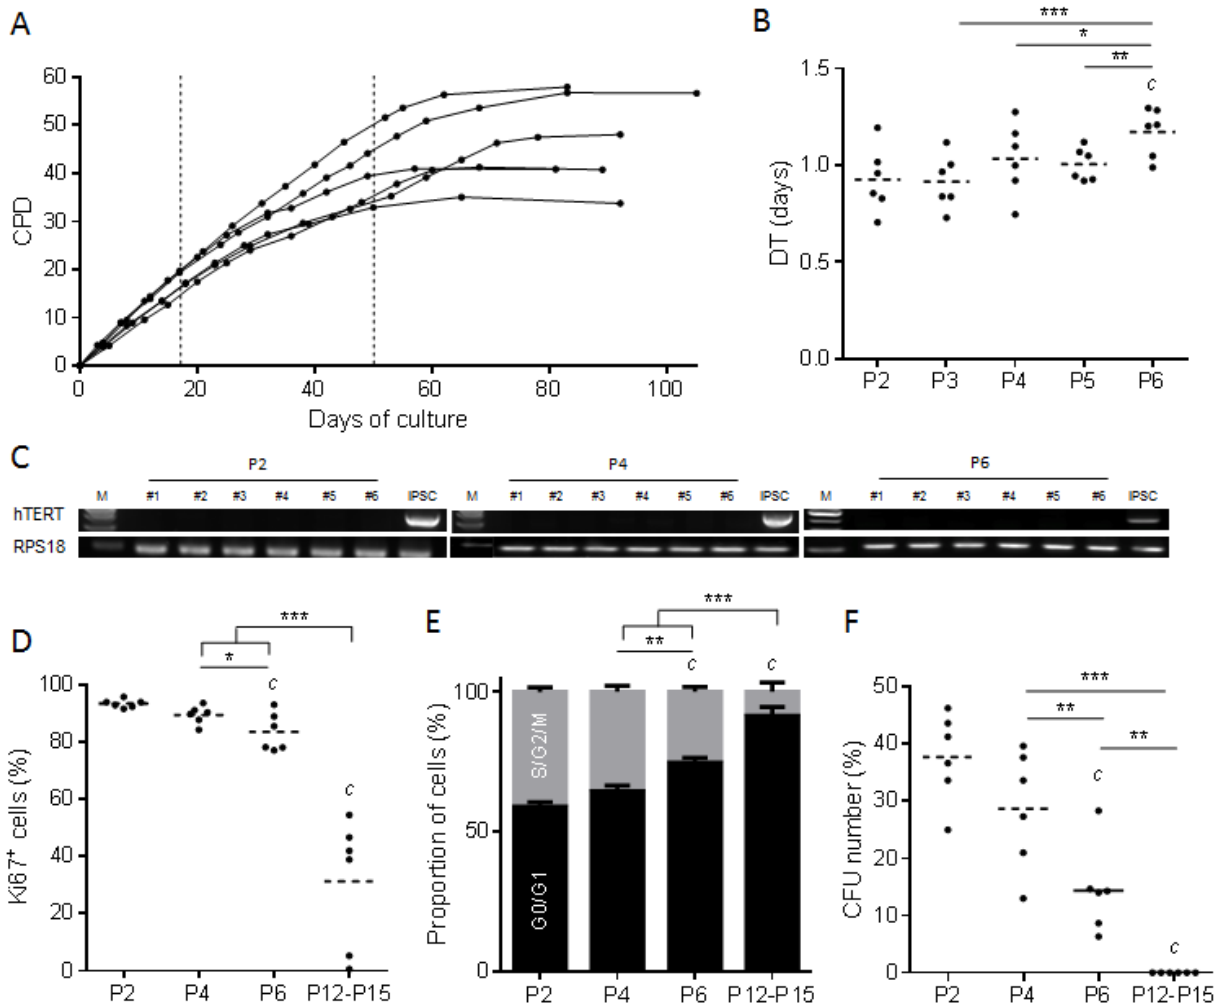 A
60
50
40
30
20
10
0
CPD
0 20 40 60 80 100
Days of culture
B
***
*
**
c
1.5
1.0
0.5
0.0
DT (days)
P2 P3 P4 P5 P6
C
P2 P4 P6
M #1 #2 #3 #4 #5 #6 IPSC M #1 #2 #3 #4 #5 #6 IPSC M #1 #2 #3 #4 #5 #6 IPSC
hTERT
RPS18
D
***
*
c
c
100
80
60
40
20
0
Ki67+ cells (%)
P2 P4 P6 P12-P15
E
***
**
c c
100
50
0
Proportion of cells (%)
S/G2/M
G0/G1
P2 P4 P6 P12-P15
F
***
**
**
c
c
50
40
30
20
10
0
CFU number (%)
P2 P4 P6 P12-P15